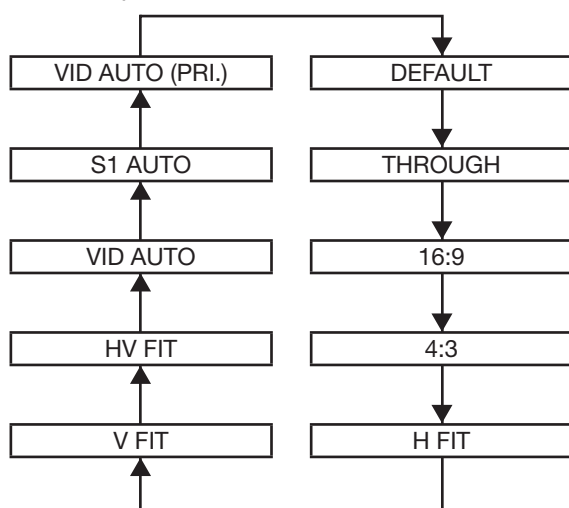 VID AUTO (PRI.)
S1 AUTO
VID AUTO
HV FIT
V FIT
DEFAULT
THROUGH
16:9
4:3
H FIT